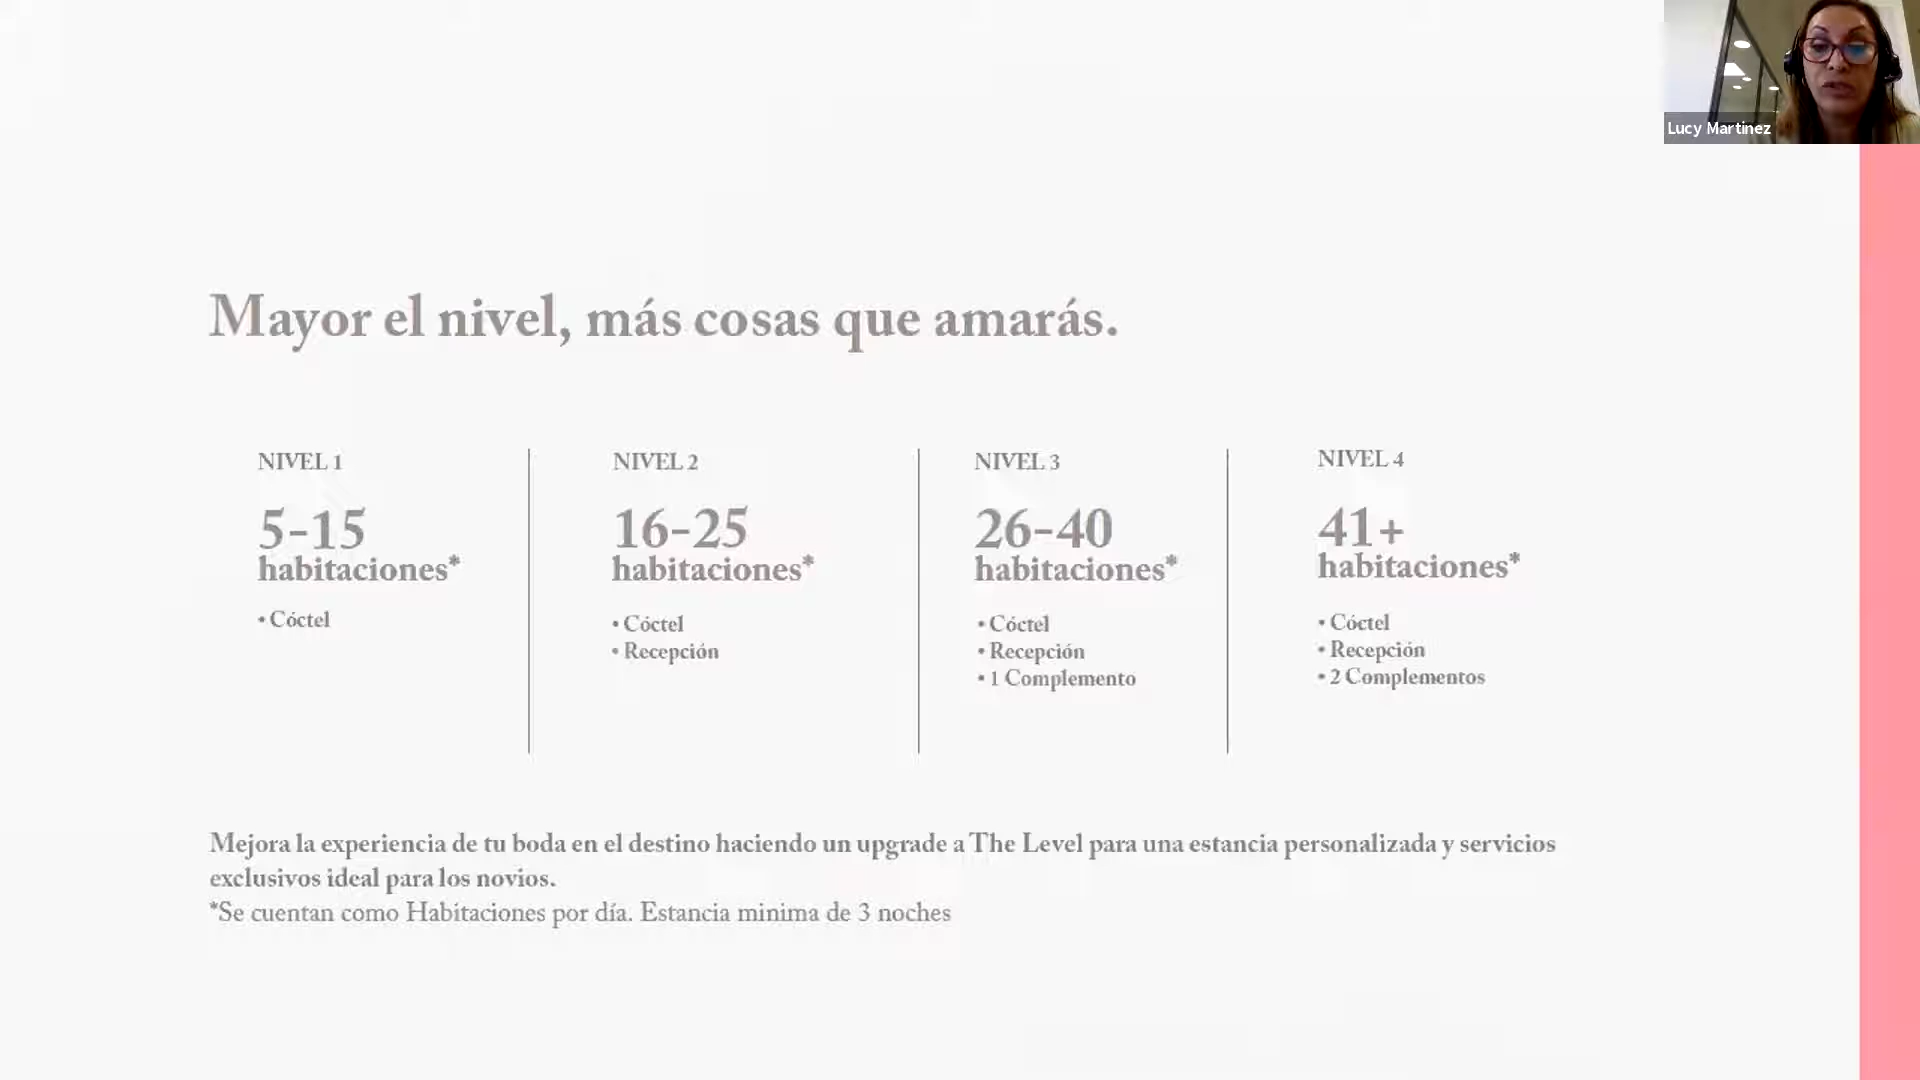 Lucy Martinez
Mayor el nivel, más cosas que amarás.
NIVEL 1
5-15
habitaciones*
• Cóctel
NIVEL 2
16-25
habitaciones*
• Cóctel
• Recepción
NIVEL 3
26-40
habitaciones*
• Cóctel
• Recepción
• 1 Complemento
NIVEL 4
41+
habitaciones*
• Cóctel
• Recepción
• 2 Complementos
Mejora la experiencia de tu boda en el destino haciendo un upgrade a The Level para una estancia personalizada y servicios
exclusivos ideal para los novios.
*Se cuentan como Habitaciones por día. Estancia minima de 3 noches